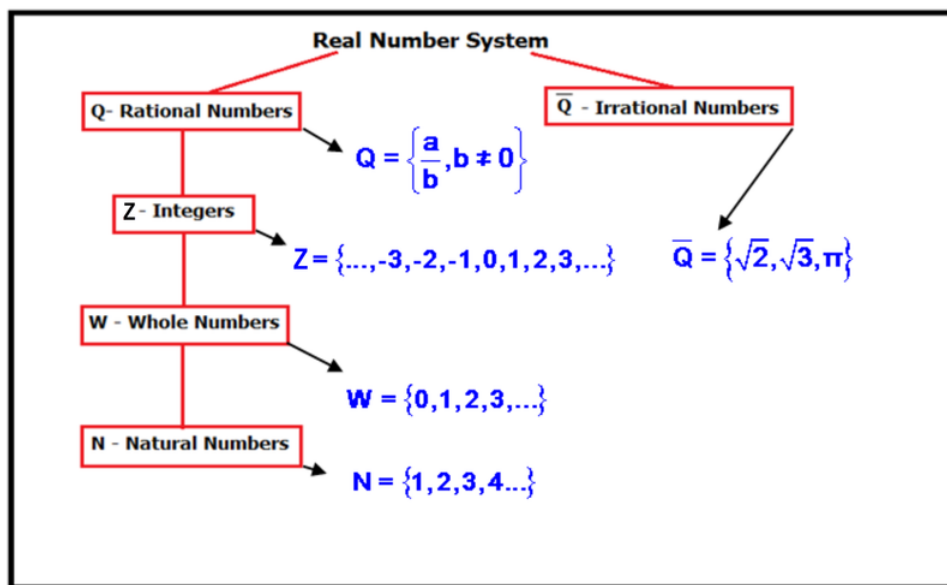 Real Number System
Q- Rational Numbers
Q̅ - Irrational Numbers
Q = {a/b, b ≠ 0}
Z - Integers
Z = {...,-3,-2,-1,0,1,2,3,...}
Q̅ = {√2,√3,π}
W - Whole Numbers
W = {0,1,2,3,...}
N - Natural Numbers
N = {1,2,3,4...}